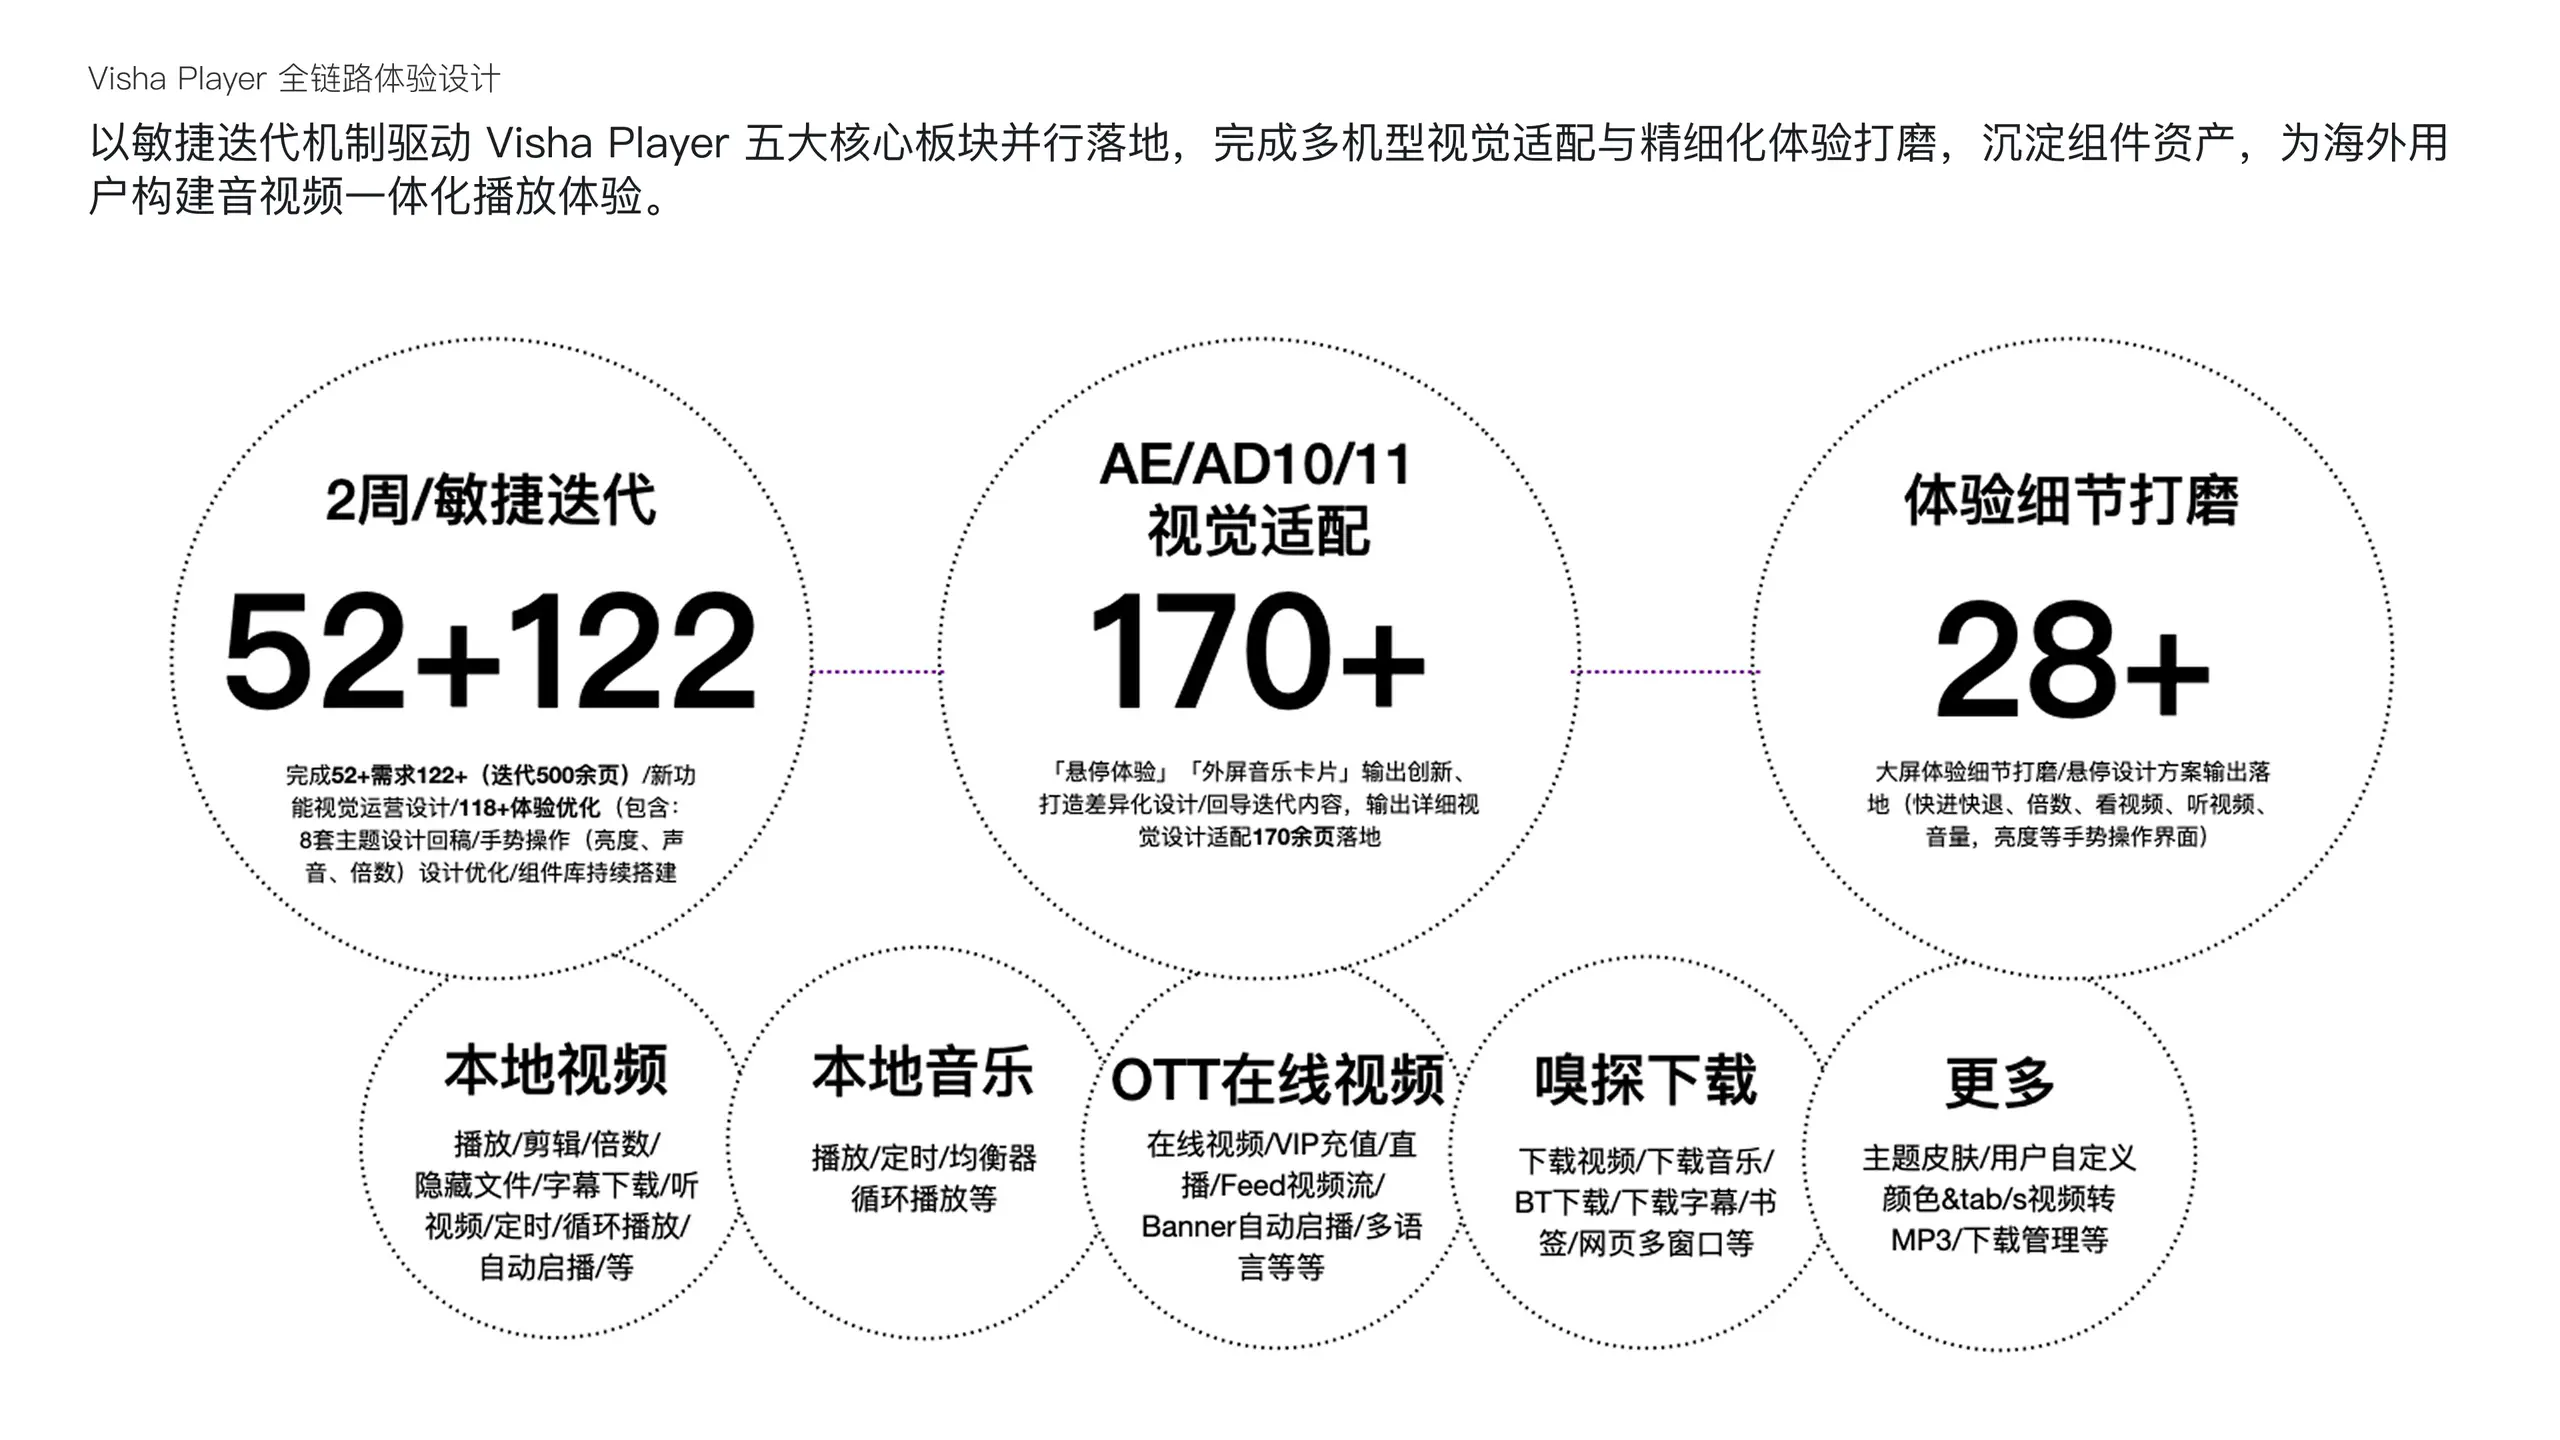 Visha Player 全链路体验设计
以敏捷迭代机制驱动 Visha Player 五大核心板块并行落地，完成多机型视觉适配与精细化体验打磨，沉淀组件资产，为海外用
户构建音视频一体化播放体验。
2周/敏捷迭代
52+122
完成52+需求122+（迭代500余页）/新功
能视觉运营设计/118+体验优化（包含：
8套主题设计回稿/手势操作（亮度、声
音、倍数）设计优化/组件库持续搭建
AE/AD10/11
视觉适配
170+
「悬停体验」「外屏音乐卡片」输出创新、
打造差异化设计/回导迭代内容，输出详细视
觉设计适配170余页落地
体验细节打磨
28+
大屏体验细节打磨/悬停设计方案输出落
地（快进快退、倍数、看视频、听视频、
音量，亮度等手势操作界面）
本地视频
播放/剪辑/倍数/
隐藏文件/字幕下载/听
视频/定时/循环播放/
自动启播/等
本地音乐
播放/定时/均衡器
循环播放等
OTT在线视频
在线视频/VIP充值/直
播/Feed视频流/
Banner自动启播/多语
言等等
嗅探下载
下载视频/下载音乐/
BT下载/下载字幕/书
签/网页多窗口等
更多
主题皮肤/用户自定义
颜色&tab/s视频转
MP3/下载管理等